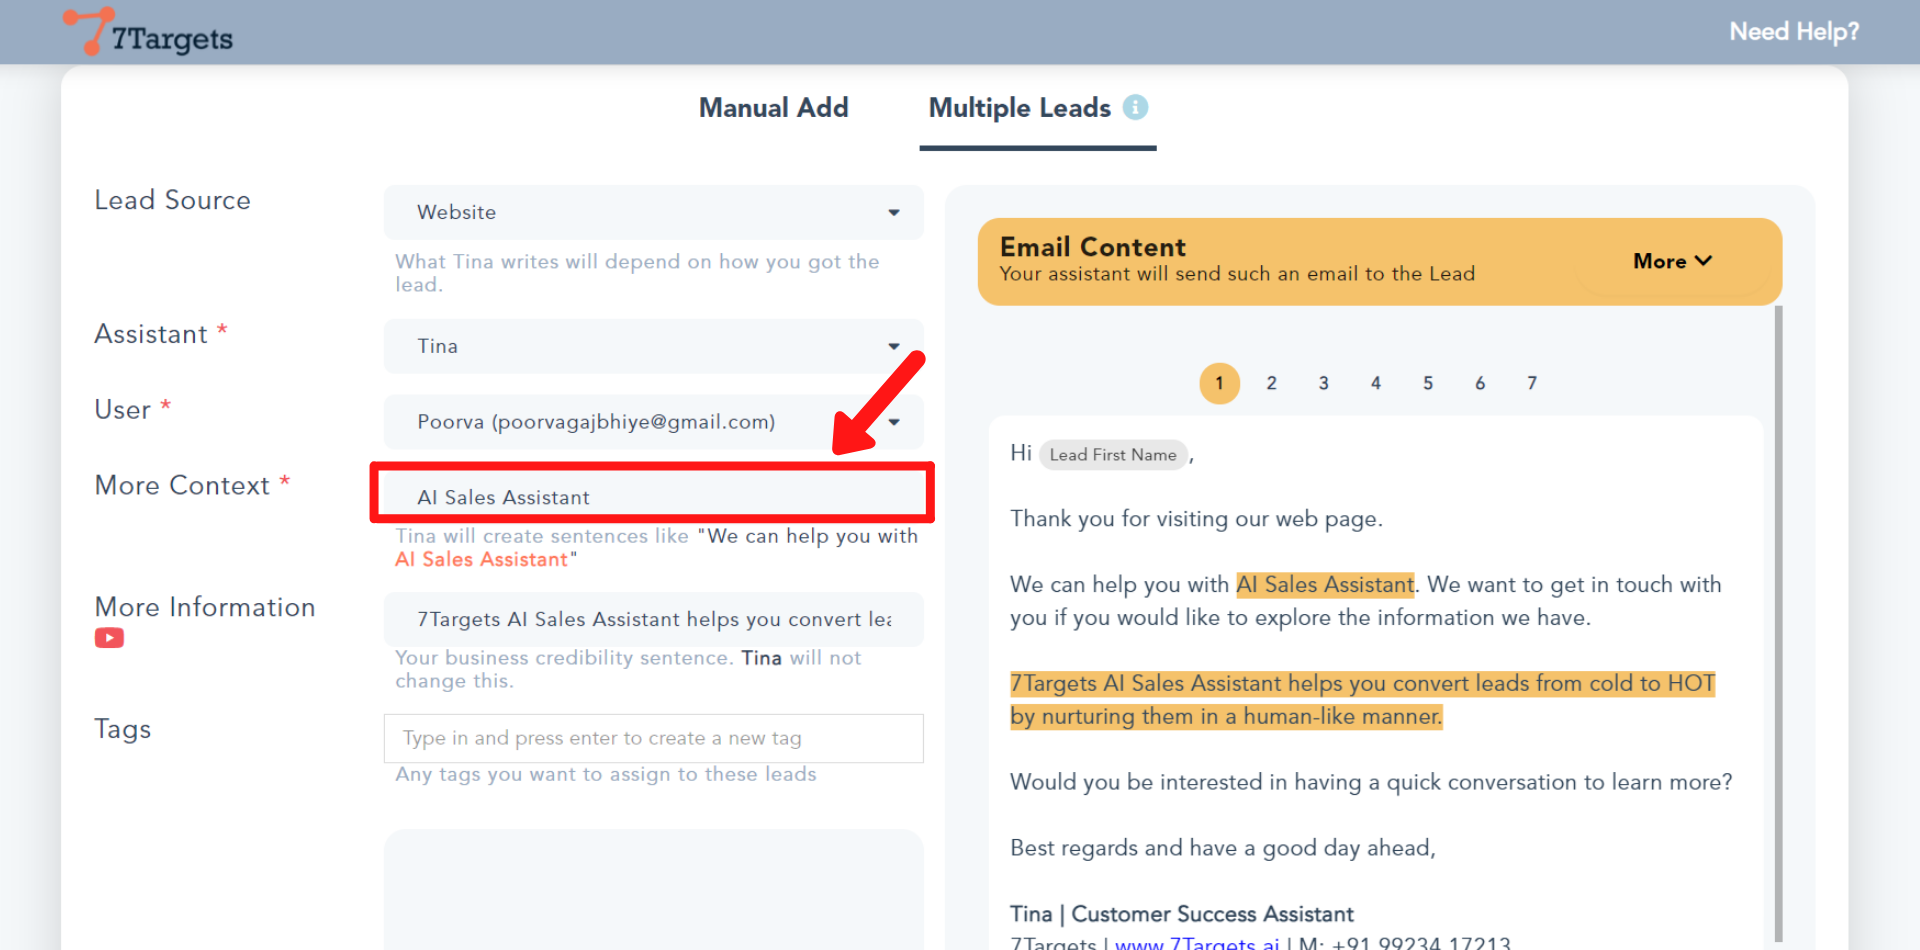 7Targets
Need Help?
Manual Add
Multiple Leads
Lead Source
Website
What Tina writes will depend on how you got the
lead.
Assistant *
Tina
User *
Poorva (poorvagajbhiye@gmail.com)
More Context *
AI Sales Assistant
Tina will create sentences like "We can help you with
AI Sales Assistant"
More Information
7Targets AI Sales Assistant helps you convert lea
Your business credibility sentence. Tina will not
change this.
Tags
Type in and press enter to create a new tag
Any tags you want to assign to these leads
Email Content
Your assistant will send such an email to the Lead
More
1 2 3 4 5 6 7
Hi Lead First Name ,
Thank you for visiting our web page.
We can help you with AI Sales Assistant. We want to get in touch with
you if you would like to explore the information we have.
7Targets AI Sales Assistant helps you convert leads from cold to HOT
by nurturing them in a human-like manner.
Would you be interested in having a quick conversation to learn more?
Best regards and have a good day ahead,
Tina | Customer Success Assistant
7Targets | www.7Targets.ai | M: +91 99234 17213